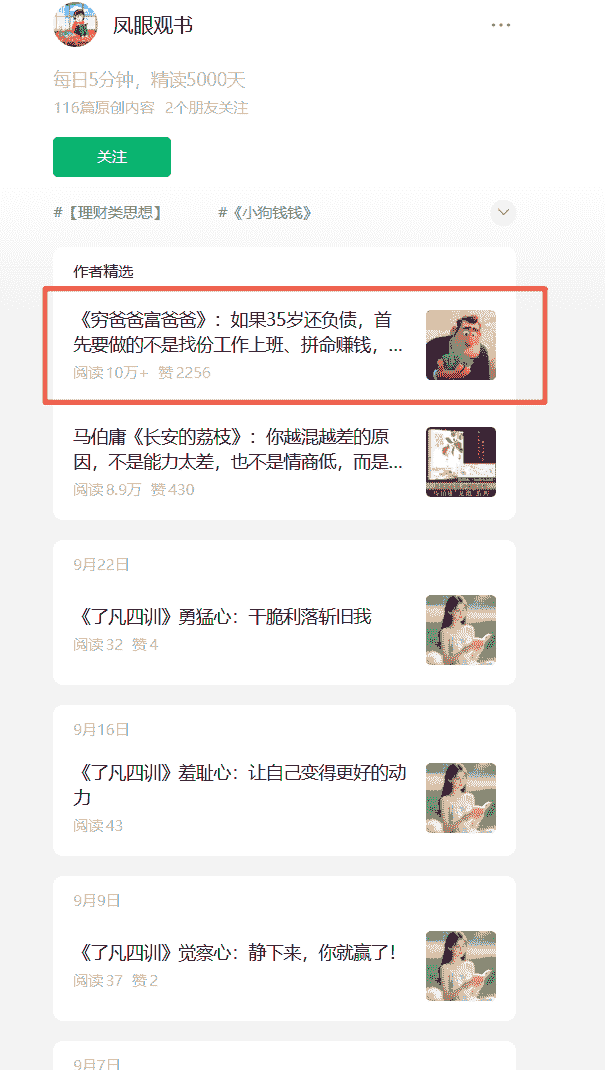 凤眼观书
每日5分钟，精读5000天
116篇原创内容 2个朋友关注
关注
#【理财类思想】 #《小狗钱钱》
作者精选
《穷爸爸富爸爸》：如果35岁还负债，首
先要做的不是找份工作上班、拼命赚钱，...
阅读10万+ 赞2256
马伯庸《长安的荔枝》：你越混越差的原
因，不是能力太差，也不是情商低，而是...
阅读8.9万 赞430
9月22日
《了凡四训》勇猛心：干脆利落斩旧我
阅读32 赞4
9月16日
《了凡四训》羞耻心：让自己变得更好的动
力
阅读43
9月9日
《了凡四训》觉察心：静下来，你就赢了！
阅读37 赞2
9月7日